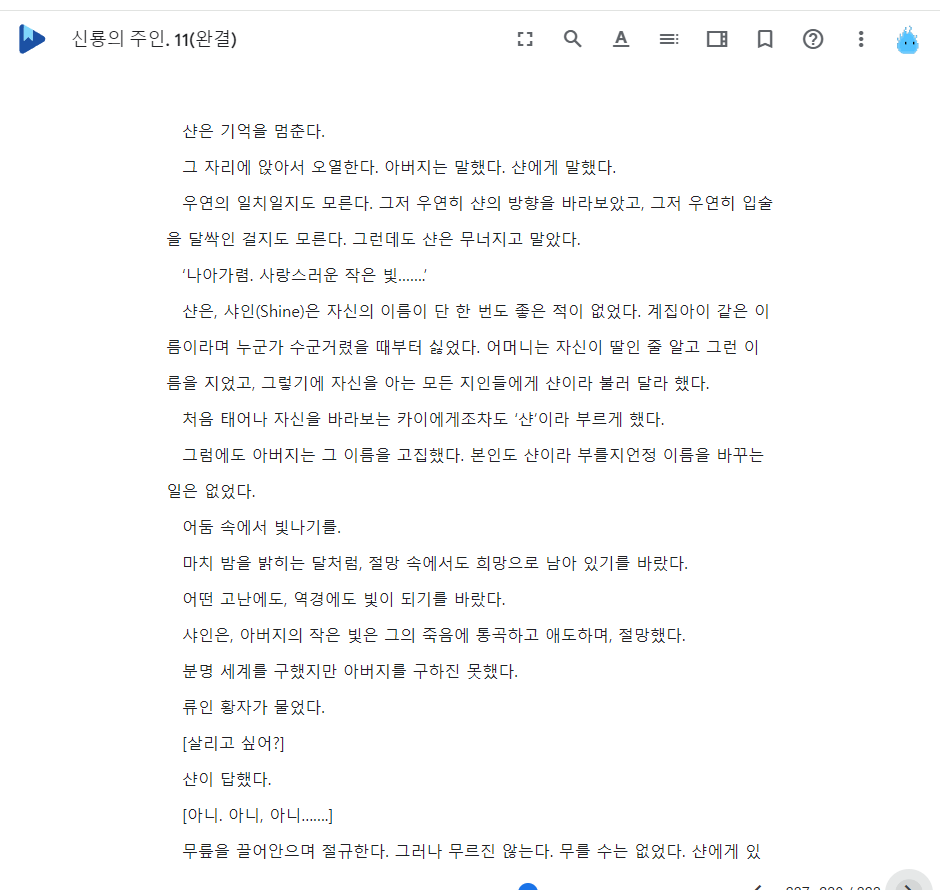 신룡의 주인. 11(완결)
샨은 기억을 멈춘다.
그 자리에 앉아서 오열한다. 아버지는 말했다. 샨에게 말했다.
우연의 일치일지도 모른다. 그저 우연히 샨의 방향을 바라보았고, 그저 우연히 입술
을 달싹인 걸지도 모른다. 그런데도 샨은 무너지고 말았다.
‘나아가렴. 사랑스러운 작은 빛…….’
샨은, 샤인(Shine)은 자신의 이름이 단 한 번도 좋은 적이 없었다. 계집아이 같은 이
름이라며 누군가 수군거렸을 때부터 싫었다. 어머니는 자신이 딸인 줄 알고 그런 이
름을 지었고, 그렇기에 자신을 아는 모든 지인들에게 샨이라 불러 달라 했다.
처음 태어나 자신을 바라보는 카이에게조차도 ‘샨’이라 부르게 했다.
그럼에도 아버지는 그 이름을 고집했다. 본인도 샨이라 부를지언정 이름을 바꾸는
일은 없었다.
어둠 속에서 빛나기를.
마치 밤을 밝히는 달처럼, 절망 속에서도 희망으로 남아 있기를 바랐다.
어떤 고난에도, 역경에도 빛이 되기를 바랐다.
샤인은, 아버지의 작은 빛은 그의 죽음에 통곡하고 애도하며, 절망했다.
분명 세계를 구했지만 아버지를 구하진 못했다.
류인 황자가 물었다.
[살리고 싶어?]
샨이 답했다.
[아니. 아니, 아니…….]
무릎을 끌어안으며 절규한다. 그러나 무르진 않는다. 무를 수는 없었다. 샨에게 있